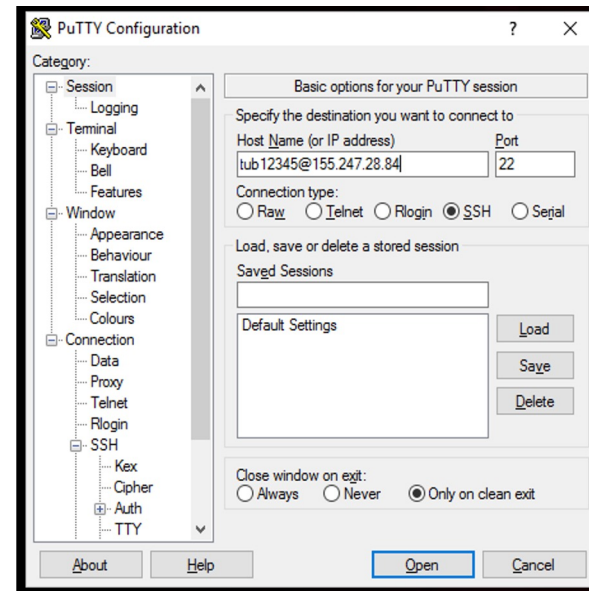 PuTTY Configuration ? X
Category:
Session
Logging
Terminal
Keyboard
Bell
Features
Window
Appearance
Behaviour
Translation
Selection
Colours
Connection
Data
Proxy
Telnet
Rlogin
SSH
Kex
Cipher
Auth
TTY
Basic options for your PuTTY session
Specify the destination you want to connect to
Host Name (or IP address) Port
tub12345@155.247.28.84 22
Connection type:
Raw Telnet Rlogin SSH Serial
Load, save or delete a stored session
Saved Sessions
Default Settings
Load
Save
Delete
Close window on exit:
Always Never Only on clean exit
About Help Open Cancel